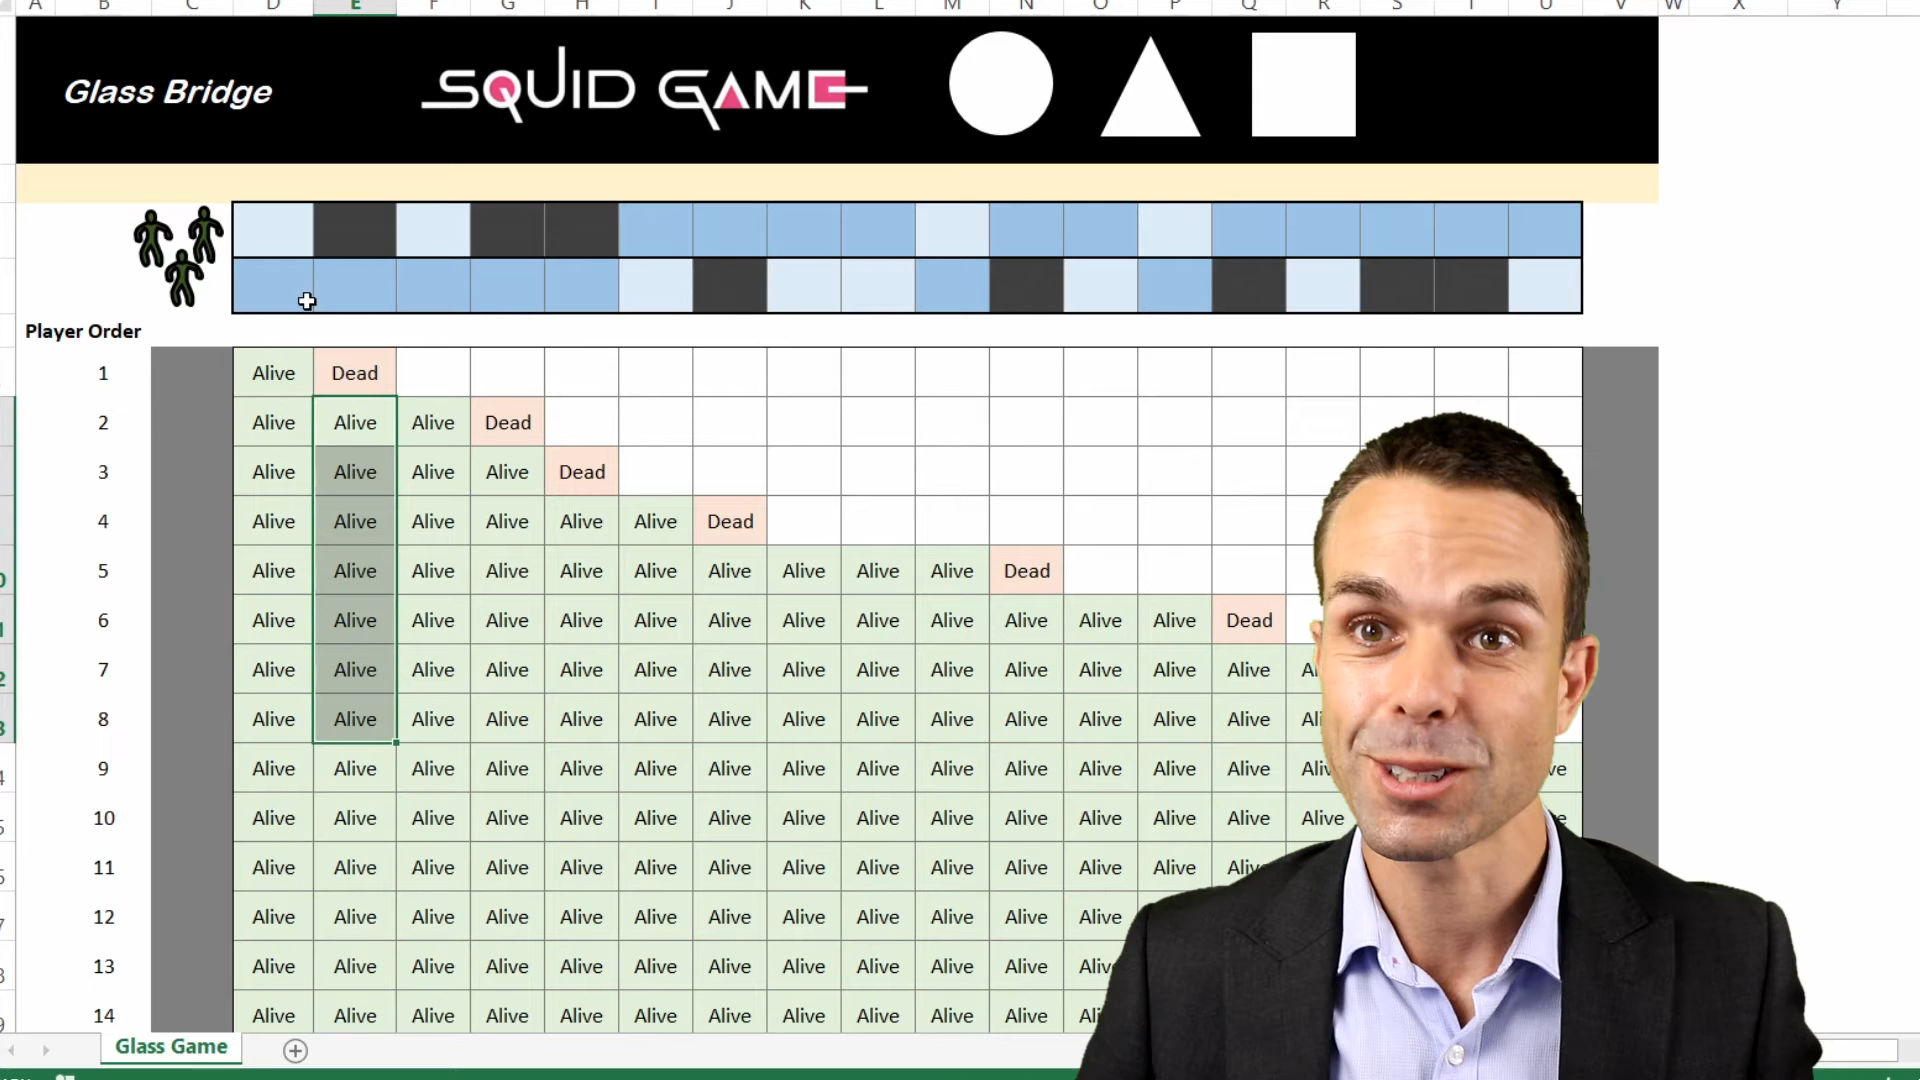 A B C D E F G H I J K L M N O P Q R S T U V W X Y
Glass Bridge SQUID GAME
Player Order
1 Alive Dead
2 Alive Alive Alive Dead
3 Alive Alive Alive Alive Dead
4 Alive Alive Alive Alive Alive Alive Dead
5 Alive Alive Alive Alive Alive Alive Alive Alive Alive Alive Dead
6 Alive Alive Alive Alive Alive Alive Alive Alive Alive Alive Alive Alive Alive Dead
7 Alive Alive Alive Alive Alive Alive Alive Alive Alive Alive Alive Alive Alive Alive
8 Alive Alive Alive Alive Alive Alive Alive Alive Alive Alive Alive Alive Alive Alive
9 Alive Alive Alive Alive Alive Alive Alive Alive Alive Alive Alive Alive Alive Alive
10 Alive Alive Alive Alive Alive Alive Alive Alive Alive Alive Alive Alive Alive Alive Alive
11 Alive Alive Alive Alive Alive Alive Alive Alive Alive Alive Alive Alive Alive
12 Alive Alive Alive Alive Alive Alive Alive Alive Alive Alive Alive Alive
13 Alive Alive Alive Alive Alive Alive Alive Alive Alive Alive Alive
14 Alive Alive Alive Alive Alive Alive Alive Alive Alive Alive Alive
Glass Game